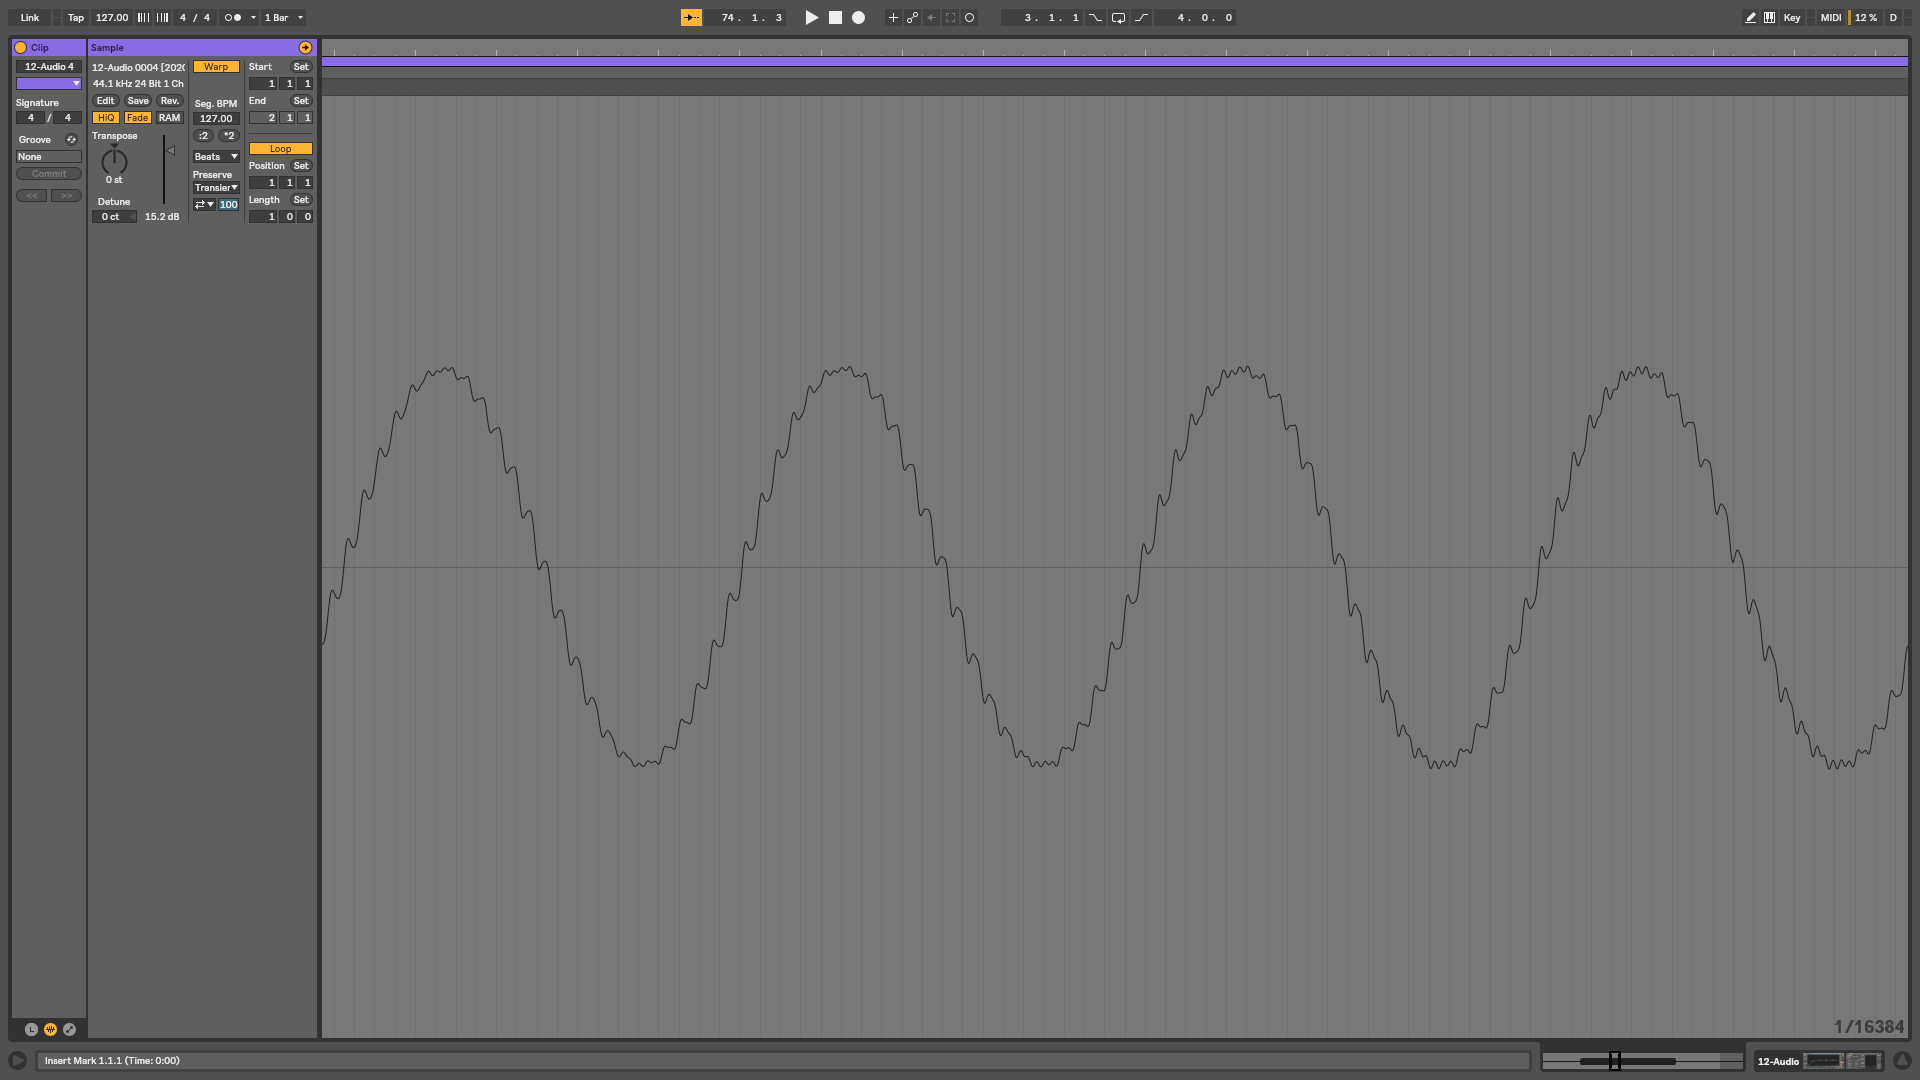 Link Tap 127.00 4 / 4 1 Bar 74. 1. 3 3. 1. 1 4. 0. 0 Key MIDI 12 % D
Clip
12-Audio 4
Signature
4 / 4
Groove
None
Commit
<< >>
Sample
12-Audio 0004 [202
44.1 kHz 24 Bit 1 Ch
Edit Save Rev.
HiQ Fade RAM
Transpose
0 st
Detune
0 ct 15.2 dB
Warp
Seg. BPM
127.00
:2 *2
Beats
Preserve
Transier
100
Start Set
1 1 1
End Set
2 1 1
Loop
Position Set
1 1 1
Length Set
1 0 0
1/16384
L
Insert Mark 1.1.1 (Time: 0:00)
12-Audio